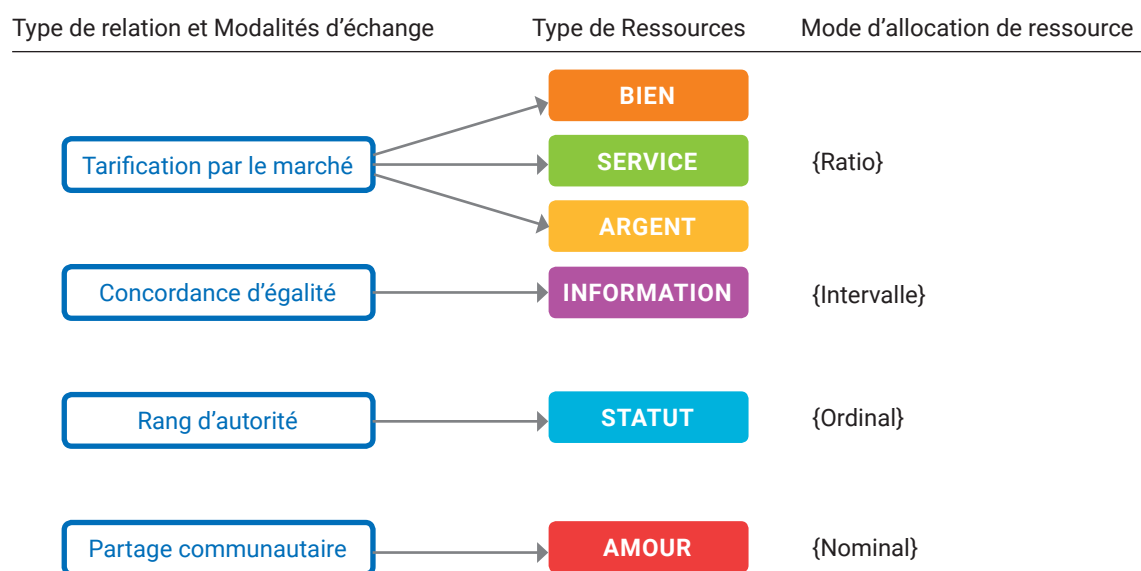 Type de relation et Modalités d’échange Type de Ressources Mode d’allocation de ressource
BIEN
Tarification par le marché SERVICE {Ratio}
ARGENT
Concordance d’égalité INFORMATION {Intervalle}
Rang d’autorité STATUT {Ordinal}
Partage communautaire AMOUR {Nominal}